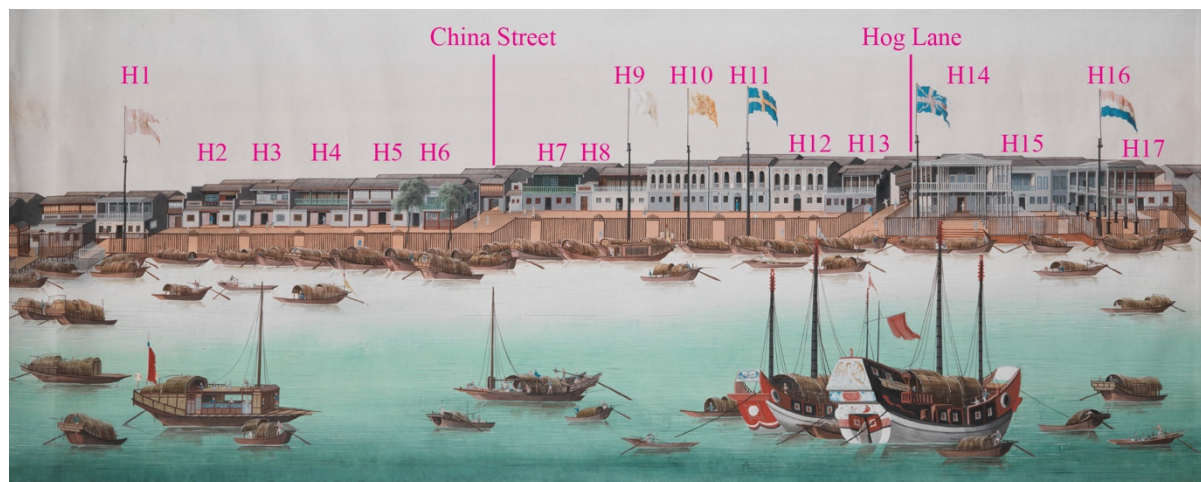 China Street
Hog Lane
H1
H9
H10
H11
H14
H16
H2
H3
H4
H5
H6
H7
H8
H12
H13
H15
H17